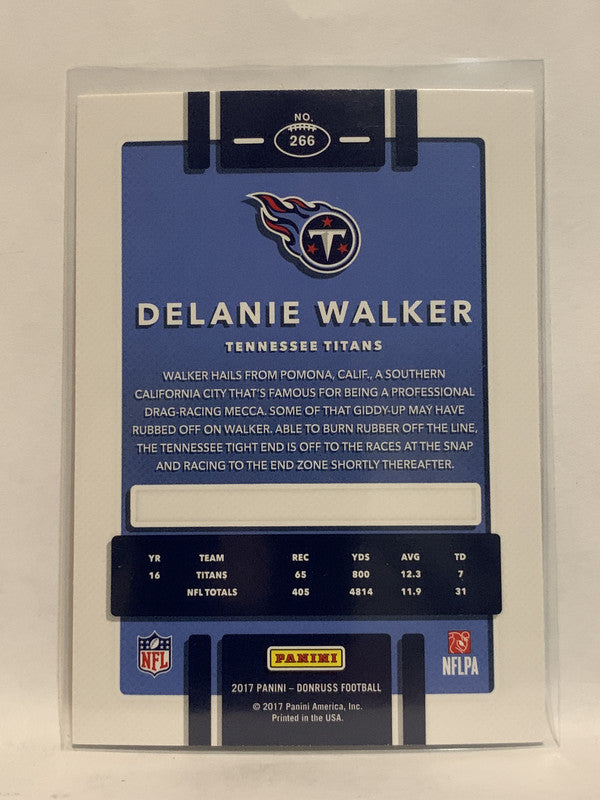 NO.
266
T
DELANIE WALKER
TENNESSEE TITANS
WALKER HAILS FROM POMONA, CALIF., A SOUTHERN
CALIFORNIA CITY THAT'S FAMOUS FOR BEING A PROFESSIONAL
DRAG-RACING MECCA. SOME OF THAT GIDDY-UP MAY HAVE
RUBBED OFF ON WALKER. ABLE TO BURN RUBBER OFF THE LINE,
THE TENNESSEE TIGHT END IS OFF TO THE RACES AT THE SNAP
AND RACING TO THE END ZONE SHORTLY THEREAFTER.
YR TEAM REC YDS AVG TD
16 TITANS 65 800 12.3 7
NFL TOTALS 405 4814 11.9 31
NFL
PANINI
NFLPA
2017 PANINI – DONRUSS FOOTBALL
© 2017 Panini America, Inc.
Printed in the USA.